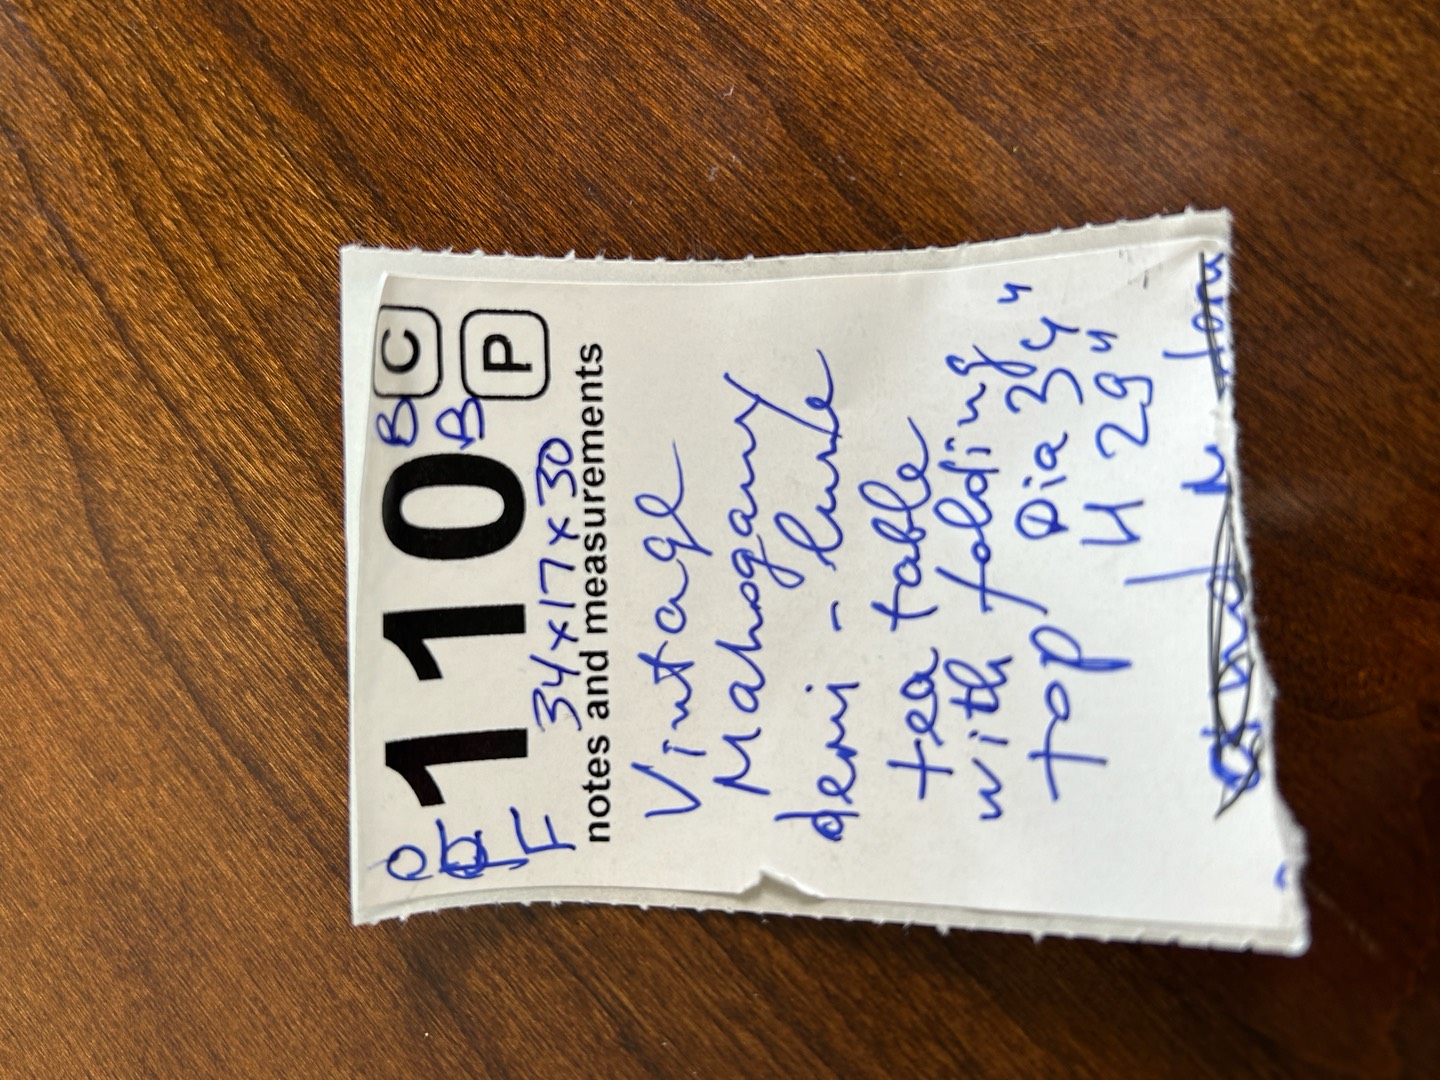 110
B C
B P
F 34x17x30
notes and measurements
Vintage
Mahogany
demi-lune
tea table
with folding
top Dia 34"
H 29"